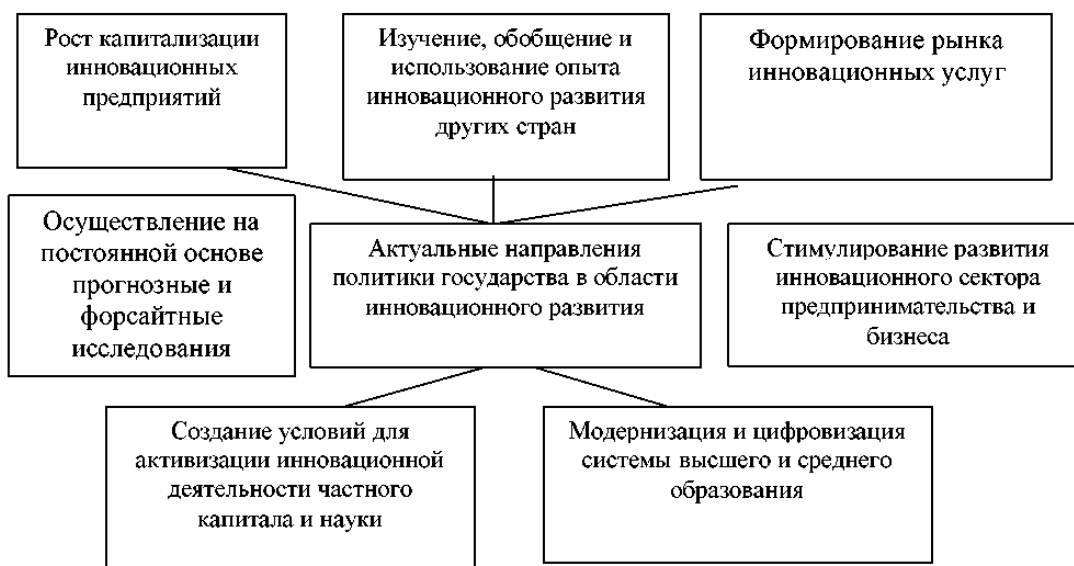 Рост капитализации
инновационных
предприятий
Изучение, обобщение и
использование опыта
инновационного развития
других стран
Формирование рынка
инновационных услуг
Осуществление на
постоянной основе
прогнозные и
форсайтные
исследования
Актуальные направления
политики государства в области
инновационного развития
Стимулирование развития
инновационного сектора
предпринимательства и
бизнеса
Создание условий для
активизации инновационной
деятельности частного
капитала и науки
Модернизация и цифровизация
системы высшего и среднего
образования